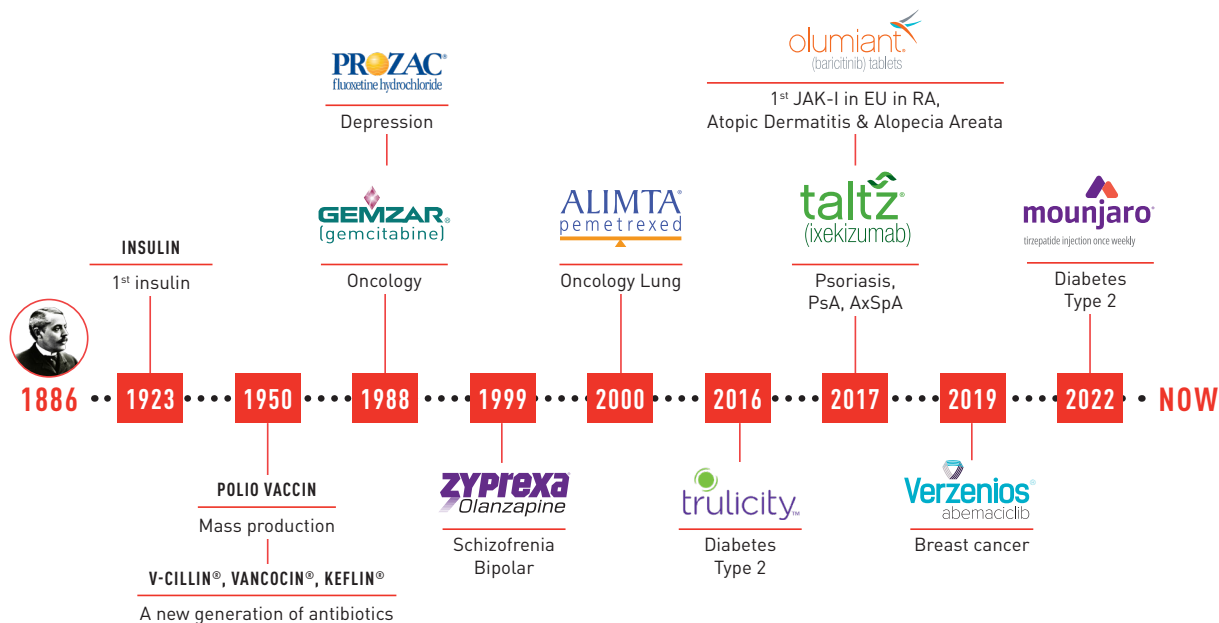 1886
1923
INSULIN
1st insulin
1950
POLIO VACCIN
Mass production
V-CILLIN®, VANCOCIN®, KEFLIN®
A new generation of antibiotics
1988
PROZAC®
fluoxetine hydrochloride
Depression
GEMZAR®
(gemcitabine)
Oncology
1999
ZYPREXA
Olanzapine
Schizofrenia
Bipolar
2000
ALIMTA®
pemetrexed
Oncology Lung
2016
trulicity™
Diabetes
Type 2
2017
olumiant®
(baricitinib) tablets
1st JAK-I in EU in RA,
Atopic Dermatitis & Alopecia Areata
taltz®
(ixekizumab)
Psoriasis,
PsA, AxSpA
2019
Verzenios®
abemaciclib
Breast cancer
2022
mounjaro®
tirzepatide injection once weekly
Diabetes
Type 2
NOW